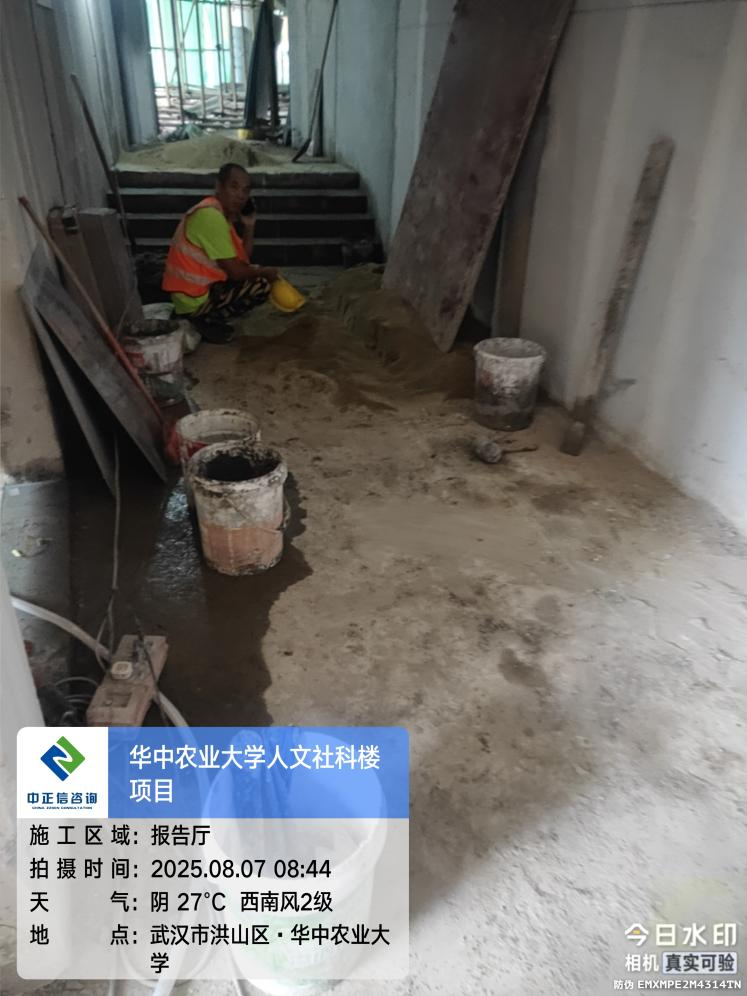 华中农业大学人文社科楼
项目
中正信咨询
施工区域：报告厅
拍摄时间：2025.08.07 08:44
天气：阴 27℃ 西南风2级
地点：武汉市洪山区·华中农业大
学
今日水印
相机 真实可验
防伪 EMXMPE2M4314TN